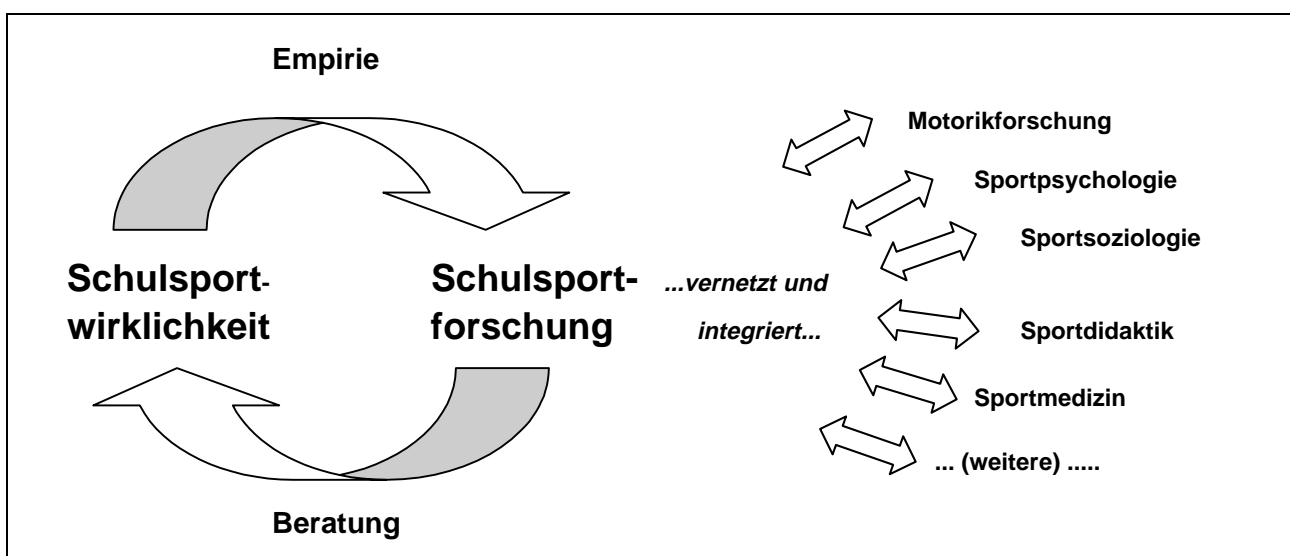 Empirie
Schulsport-
wirklichkeit
Schulsport-
forschung
...vernetzt und
integriert...
Beratung
Motorikforschung
Sportpsychologie
Sportsoziologie
Sportdidaktik
Sportmedizin
... (weitere) .....